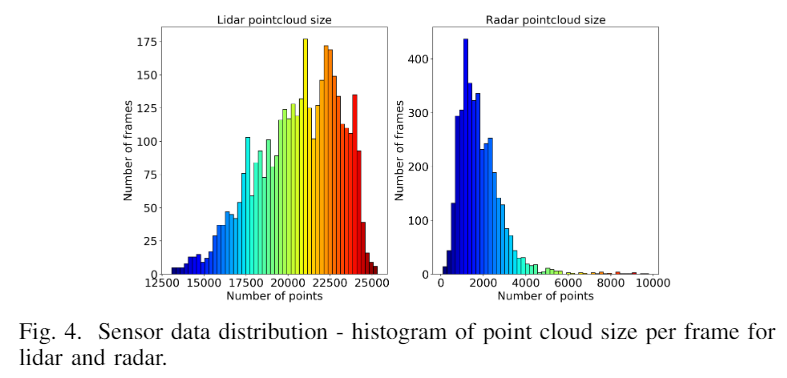 Lidar pointcloud size
Number of frames
175
150
125
100
75
50
25
0
12500 15000 17500 20000 22500 25000
Number of points
Radar pointcloud size
Number of frames
400
300
200
100
0
0 2000 4000 6000 8000 10000
Number of points
Fig. 4. Sensor data distribution - histogram of point cloud size per frame for
lidar and radar.